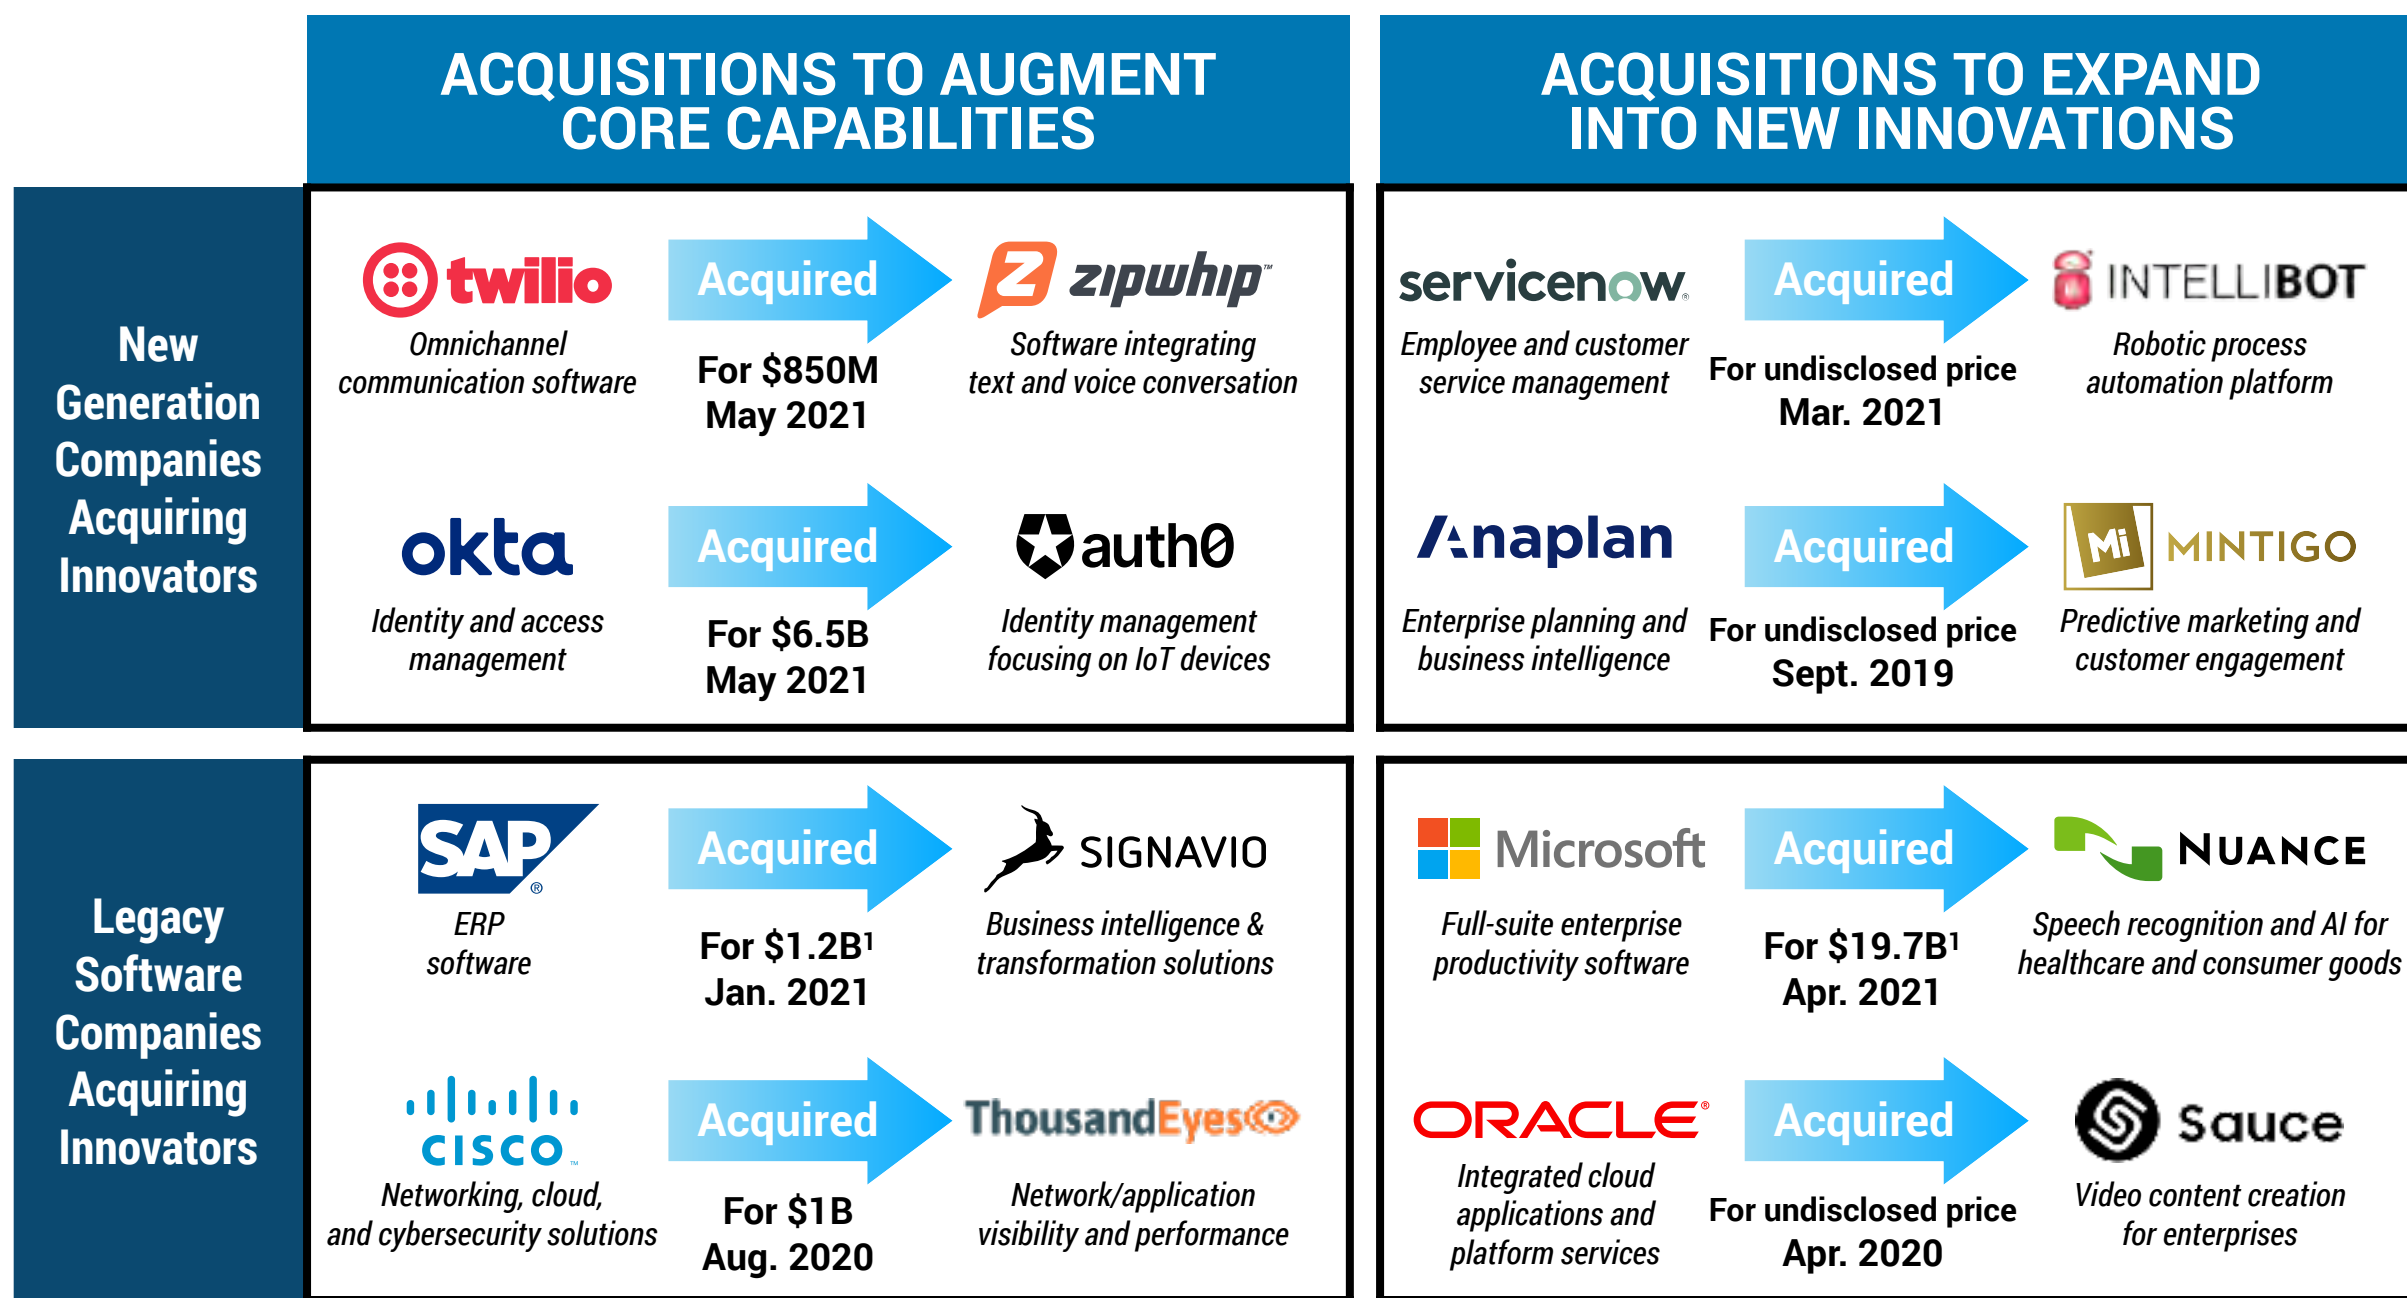 ACQUISITIONS TO AUGMENT
CORE CAPABILITIES
ACQUISITIONS TO EXPAND
INTO NEW INNOVATIONS
New
Generation
Companies
Acquiring
Innovators
twilio
Omnichannel
communication software
Acquired
For $850M
May 2021
Z zipwhip™
Software integrating
text and voice conversation
okta
Identity and access
management
Acquired
For $6.5B
May 2021
auth0
Identity management
focusing on IoT devices
servicenow®
Employee and customer
service management
Acquired
For undisclosed price
Mar. 2021
INTELLIBOT
Robotic process
automation platform
Anaplan
Enterprise planning and
business intelligence
Acquired
For undisclosed price
Sept. 2019
Mi MINTIGO
Predictive marketing and
customer engagement
Legacy
Software
Companies
Acquiring
Innovators
SAP®
ERP
software
Acquired
For $1.2B¹
Jan. 2021
SIGNAVIO
Business intelligence &
transformation solutions
CISCO™
Networking, cloud,
and cybersecurity solutions
Acquired
For $1B
Aug. 2020
ThousandEyes
Network/application
visibility and performance
Microsoft
Full-suite enterprise
productivity software
Acquired
For $19.7B¹
Apr. 2021
NUANCE
Speech recognition and AI for
healthcare and consumer goods
ORACLE®
Integrated cloud
applications and
platform services
Acquired
For undisclosed price
Apr. 2020
Sauce
Video content creation
for enterprises